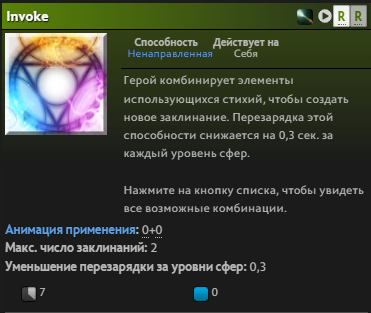 Invoke R R
Способность Действует на
Ненаправленная Себя
Герой комбинирует элементы
использующихся стихий, чтобы создать
новое заклинание. Перезарядка этой
способности снижается на 0,3 сек. за
каждый уровень сфер.
Нажмите на кнопку списка, чтобы увидеть
все возможные комбинации.
Анимация применения: 0+0
Макс. число заклинаний: 2
Уменьшение перезарядки за уровни сфер: 0,3
7 0